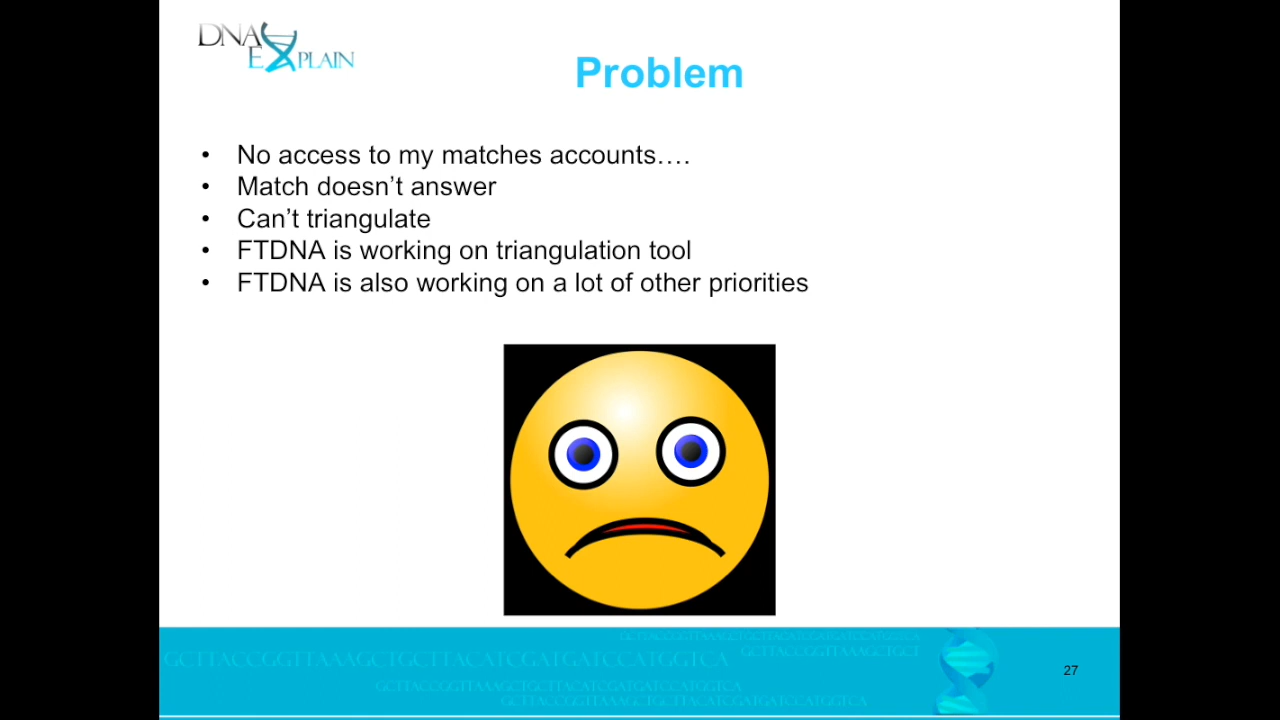 DNA
EXPLAIN
Problem
• No access to my matches accounts….
• Match doesn’t answer
• Can’t triangulate
• FTDNA is working on triangulation tool
• FTDNA is also working on a lot of other priorities
GCTTACCGGTTAAAGCTGCTTACATCGATGATCCATGGTCA
27